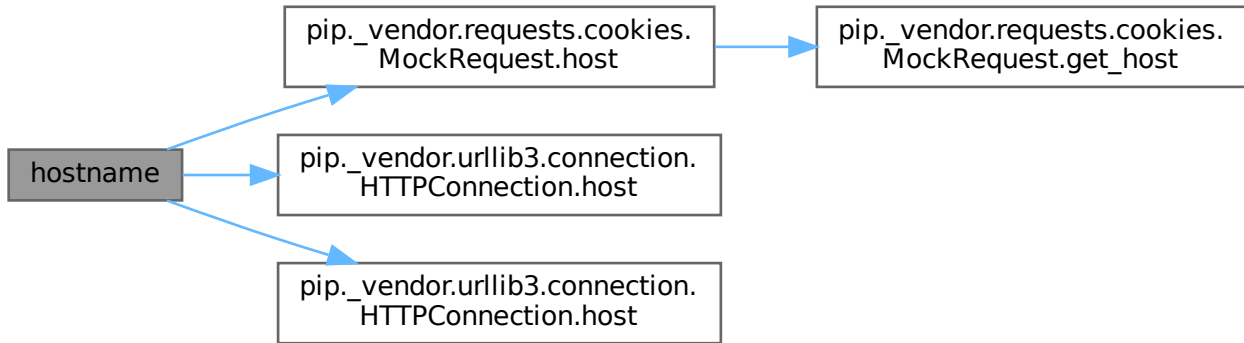 hostname
pip._vendor.requests.cookies.
MockRequest.host
pip._vendor.requests.cookies.
MockRequest.get_host
pip._vendor.urllib3.connection.
HTTPConnection.host
pip._vendor.urllib3.connection.
HTTPConnection.host